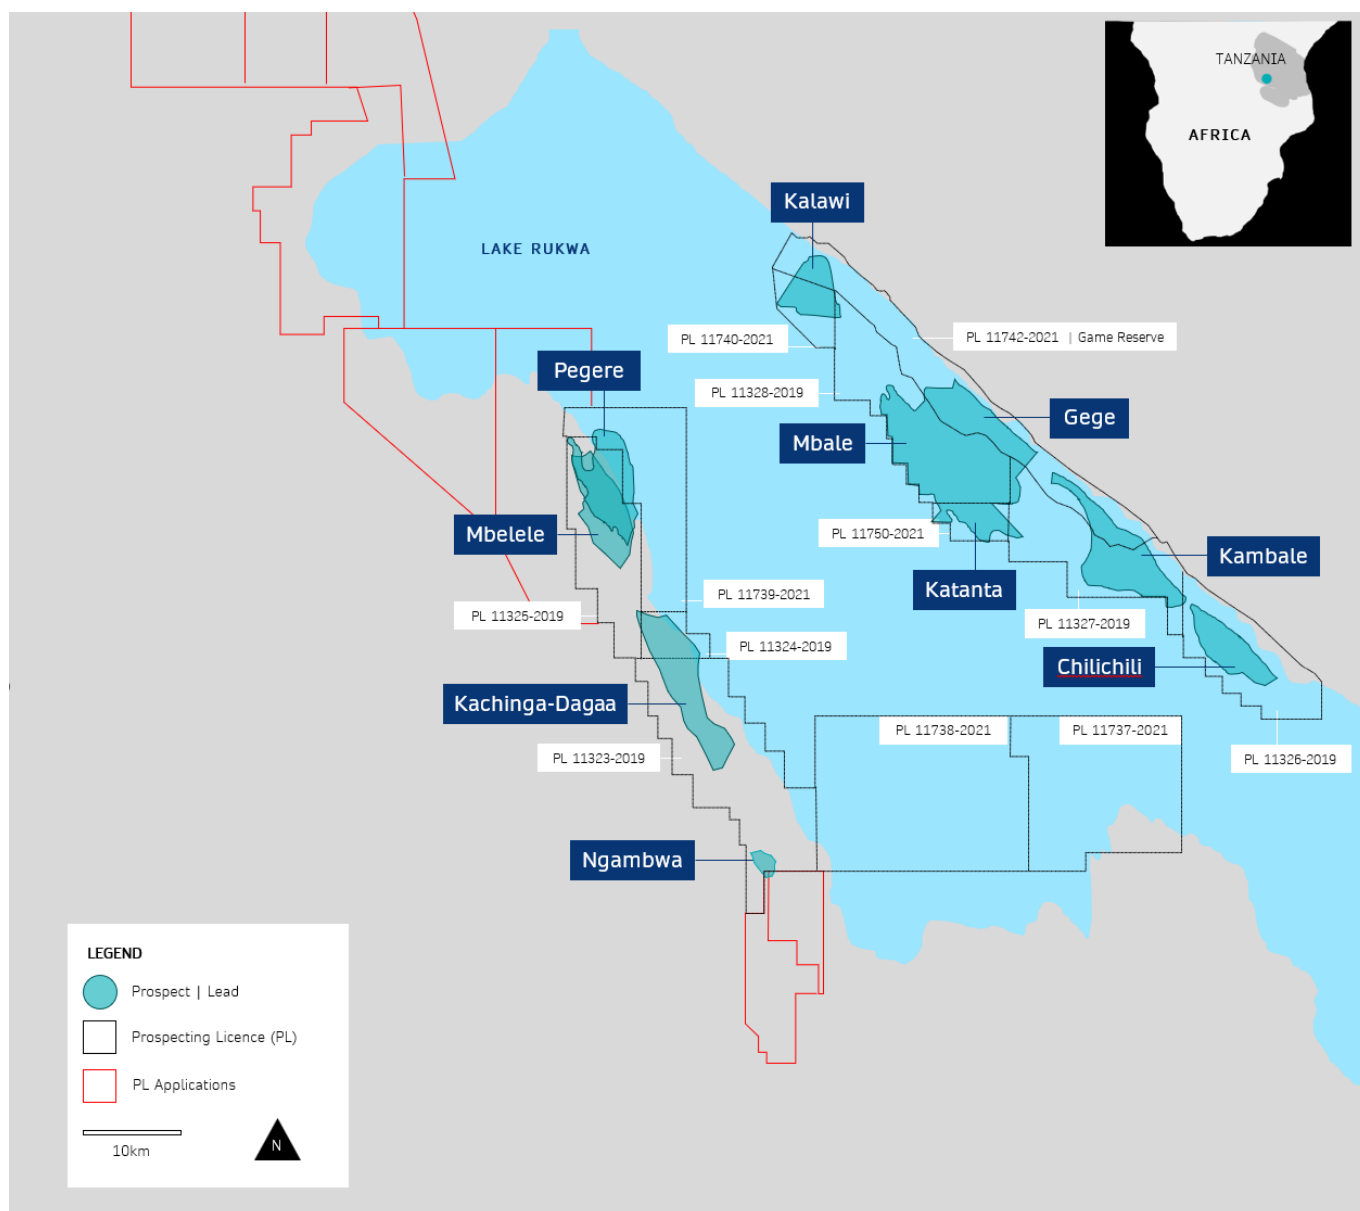 TANZANIA
AFRICA
Kalawi
LAKE RUKWA
PL 11740-2021
PL 11742-2021 | Game Reserve
Pegere
PL 11328-2019
Gege
Mbale
Mbelele
PL 11750-2021
Kambale
Katanta
PL 11739-2021
PL 11325-2019
PL 11327-2019
PL 11324-2019
Chilichili
Kachinga-Dagaa
PL 11738-2021
PL 11737-2021
PL 11323-2019
PL 11326-2019
Ngambwa
LEGEND
Prospect | Lead
Prospecting Licence (PL)
PL Applications
10km
N